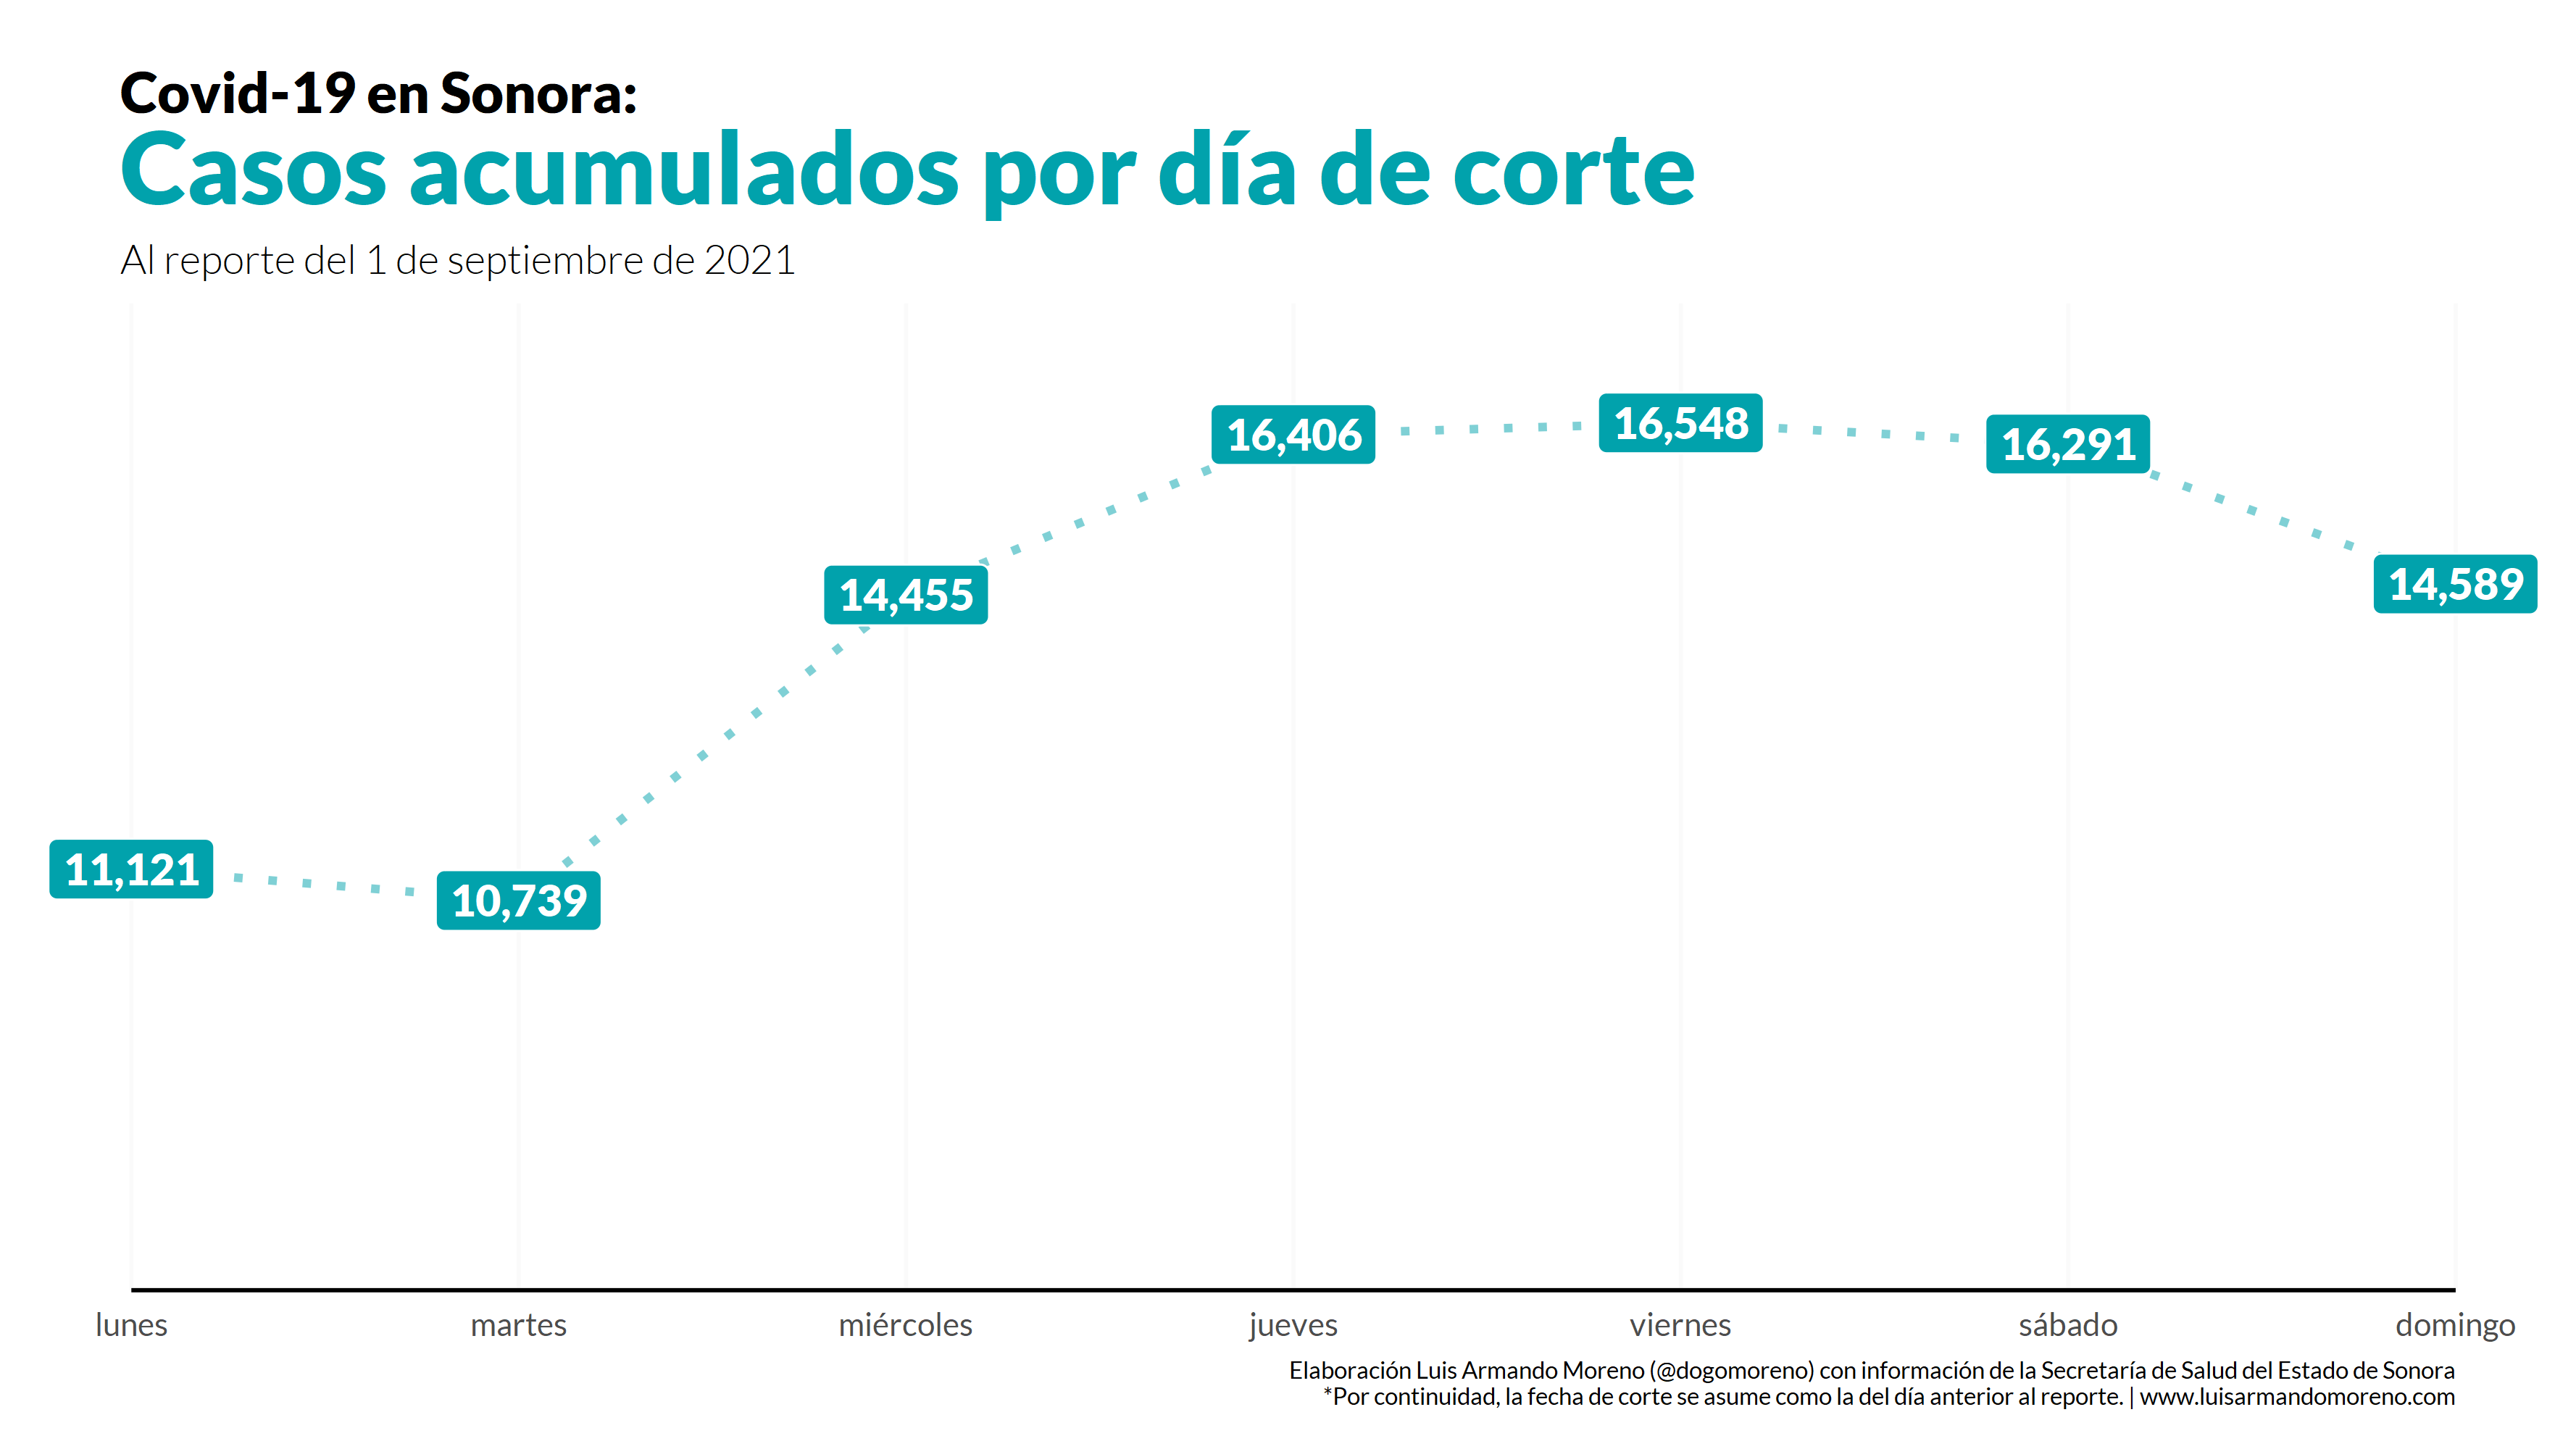 Covid-19 en Sonora:
Casos acumulados por día de corte
Al reporte del 1 de septiembre de 2021
11,121
10,739
14,455
16,406
16,548
16,291
14,589
lunes
martes
miércoles
jueves
viernes
sábado
domingo
Elaboración Luis Armando Moreno (@dogomoreno) con información de la Secretaría de Salud del Estado de Sonora
*Por continuidad, la fecha de corte se asume como la del día anterior al reporte. | www.luisarmandomoreno.com